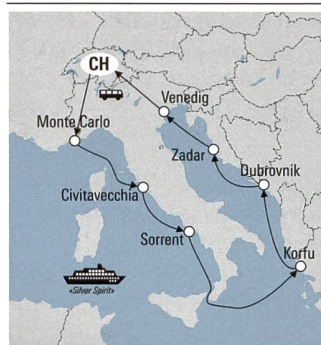 CH
Venedig
Monte Carlo
Zadar
Dubrovnik
Civitavecchia
Sorrent
Korfu
«Silver Spirit»